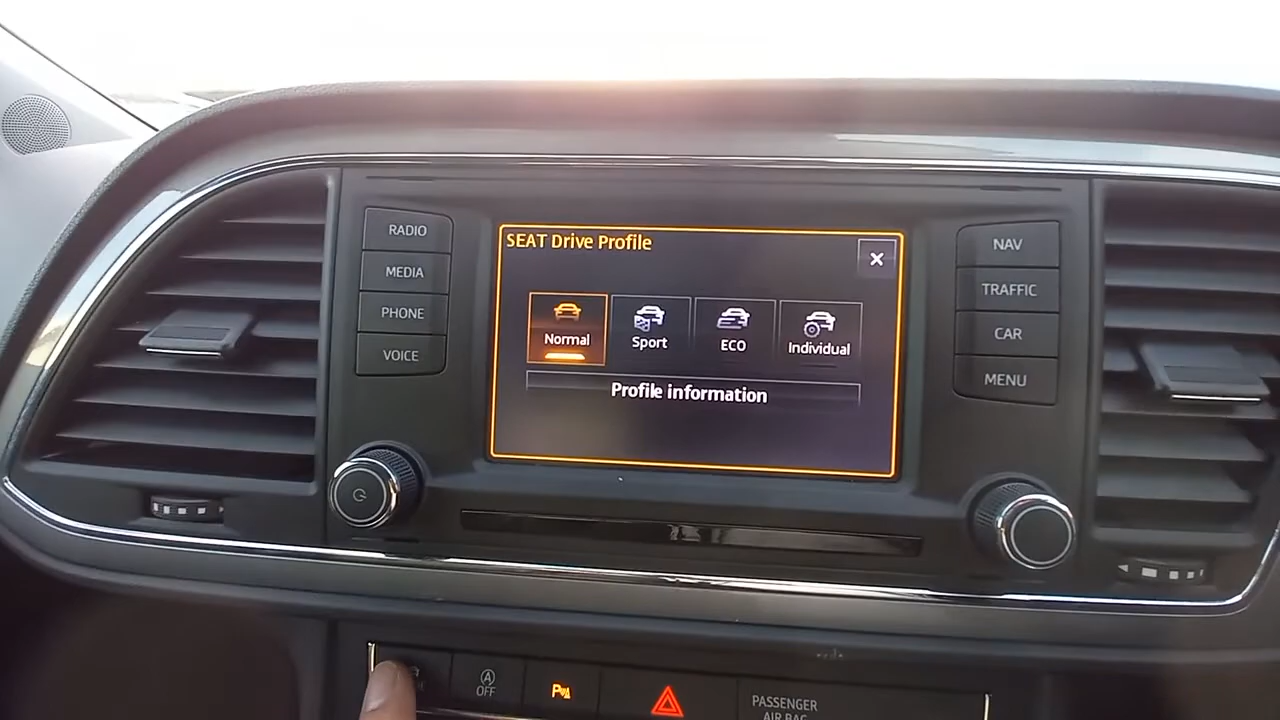 RADIO
MEDIA
PHONE
VOICE
SEAT Drive Profile
Normal
Sport
ECO
Individual
Profile information
NAV
TRAFFIC
CAR
MENU
A
OFF
P
PASSENGER
AIR BAG